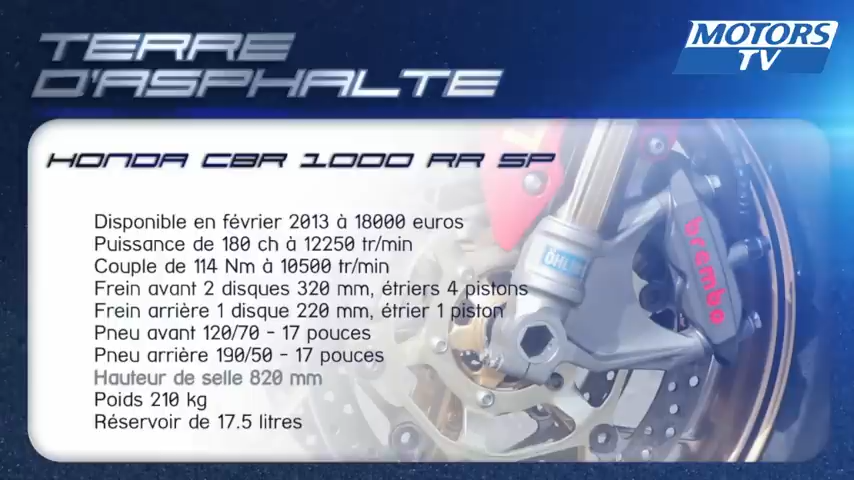 TERRE
D'ASPHALTE
MOTORS
TV
HONDA CBR 1000 RR SP
Disponible en février 2013 à 18000 euros
Puissance de 180 ch à 12250 tr/min
Couple de 114 Nm à 10500 tr/min
Frein avant 2 disques 320 mm, étriers 4 pistons
Frein arrière 1 disque 220 mm, étrier 1 piston
Pneu avant 120/70 - 17 pouces
Pneu arrière 190/50 - 17 pouces
Hauteur de selle 820 mm
Poids 210 kg
Réservoir de 17.5 litres
brembo